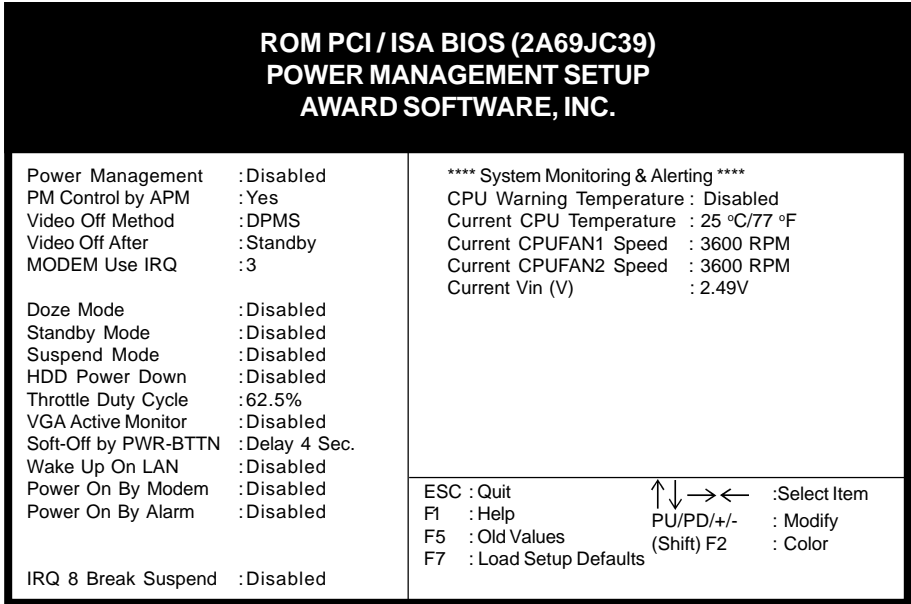 ROM PCI / ISA BIOS (2A69JC39)
POWER MANAGEMENT SETUP
AWARD SOFTWARE, INC.
Power Management : Disabled
PM Control by APM : Yes
Video Off Method : DPMS
Video Off After : Standby
MODEM Use IRQ : 3
Doze Mode : Disabled
Standby Mode : Disabled
Suspend Mode : Disabled
HDD Power Down : Disabled
Throttle Duty Cycle : 62.5%
VGA Active Monitor : Disabled
Soft-Off by PWR-BTTN : Delay 4 Sec.
Wake Up On LAN : Disabled
Power On By Modem : Disabled
Power On By Alarm : Disabled
IRQ 8 Break Suspend : Disabled
**** System Monitoring & Alerting ****
CPU Warning Temperature : Disabled
Current CPU Temperature : 25 °C/77 °F
Current CPUFAN1 Speed : 3600 RPM
Current CPUFAN2 Speed : 3600 RPM
Current Vin (V) : 2.49V
ESC : Quit ↑↓→← :Select Item
F1 : Help PU/PD/+/- : Modify
F5 : Old Values (Shift) F2 : Color
F7 : Load Setup Defaults